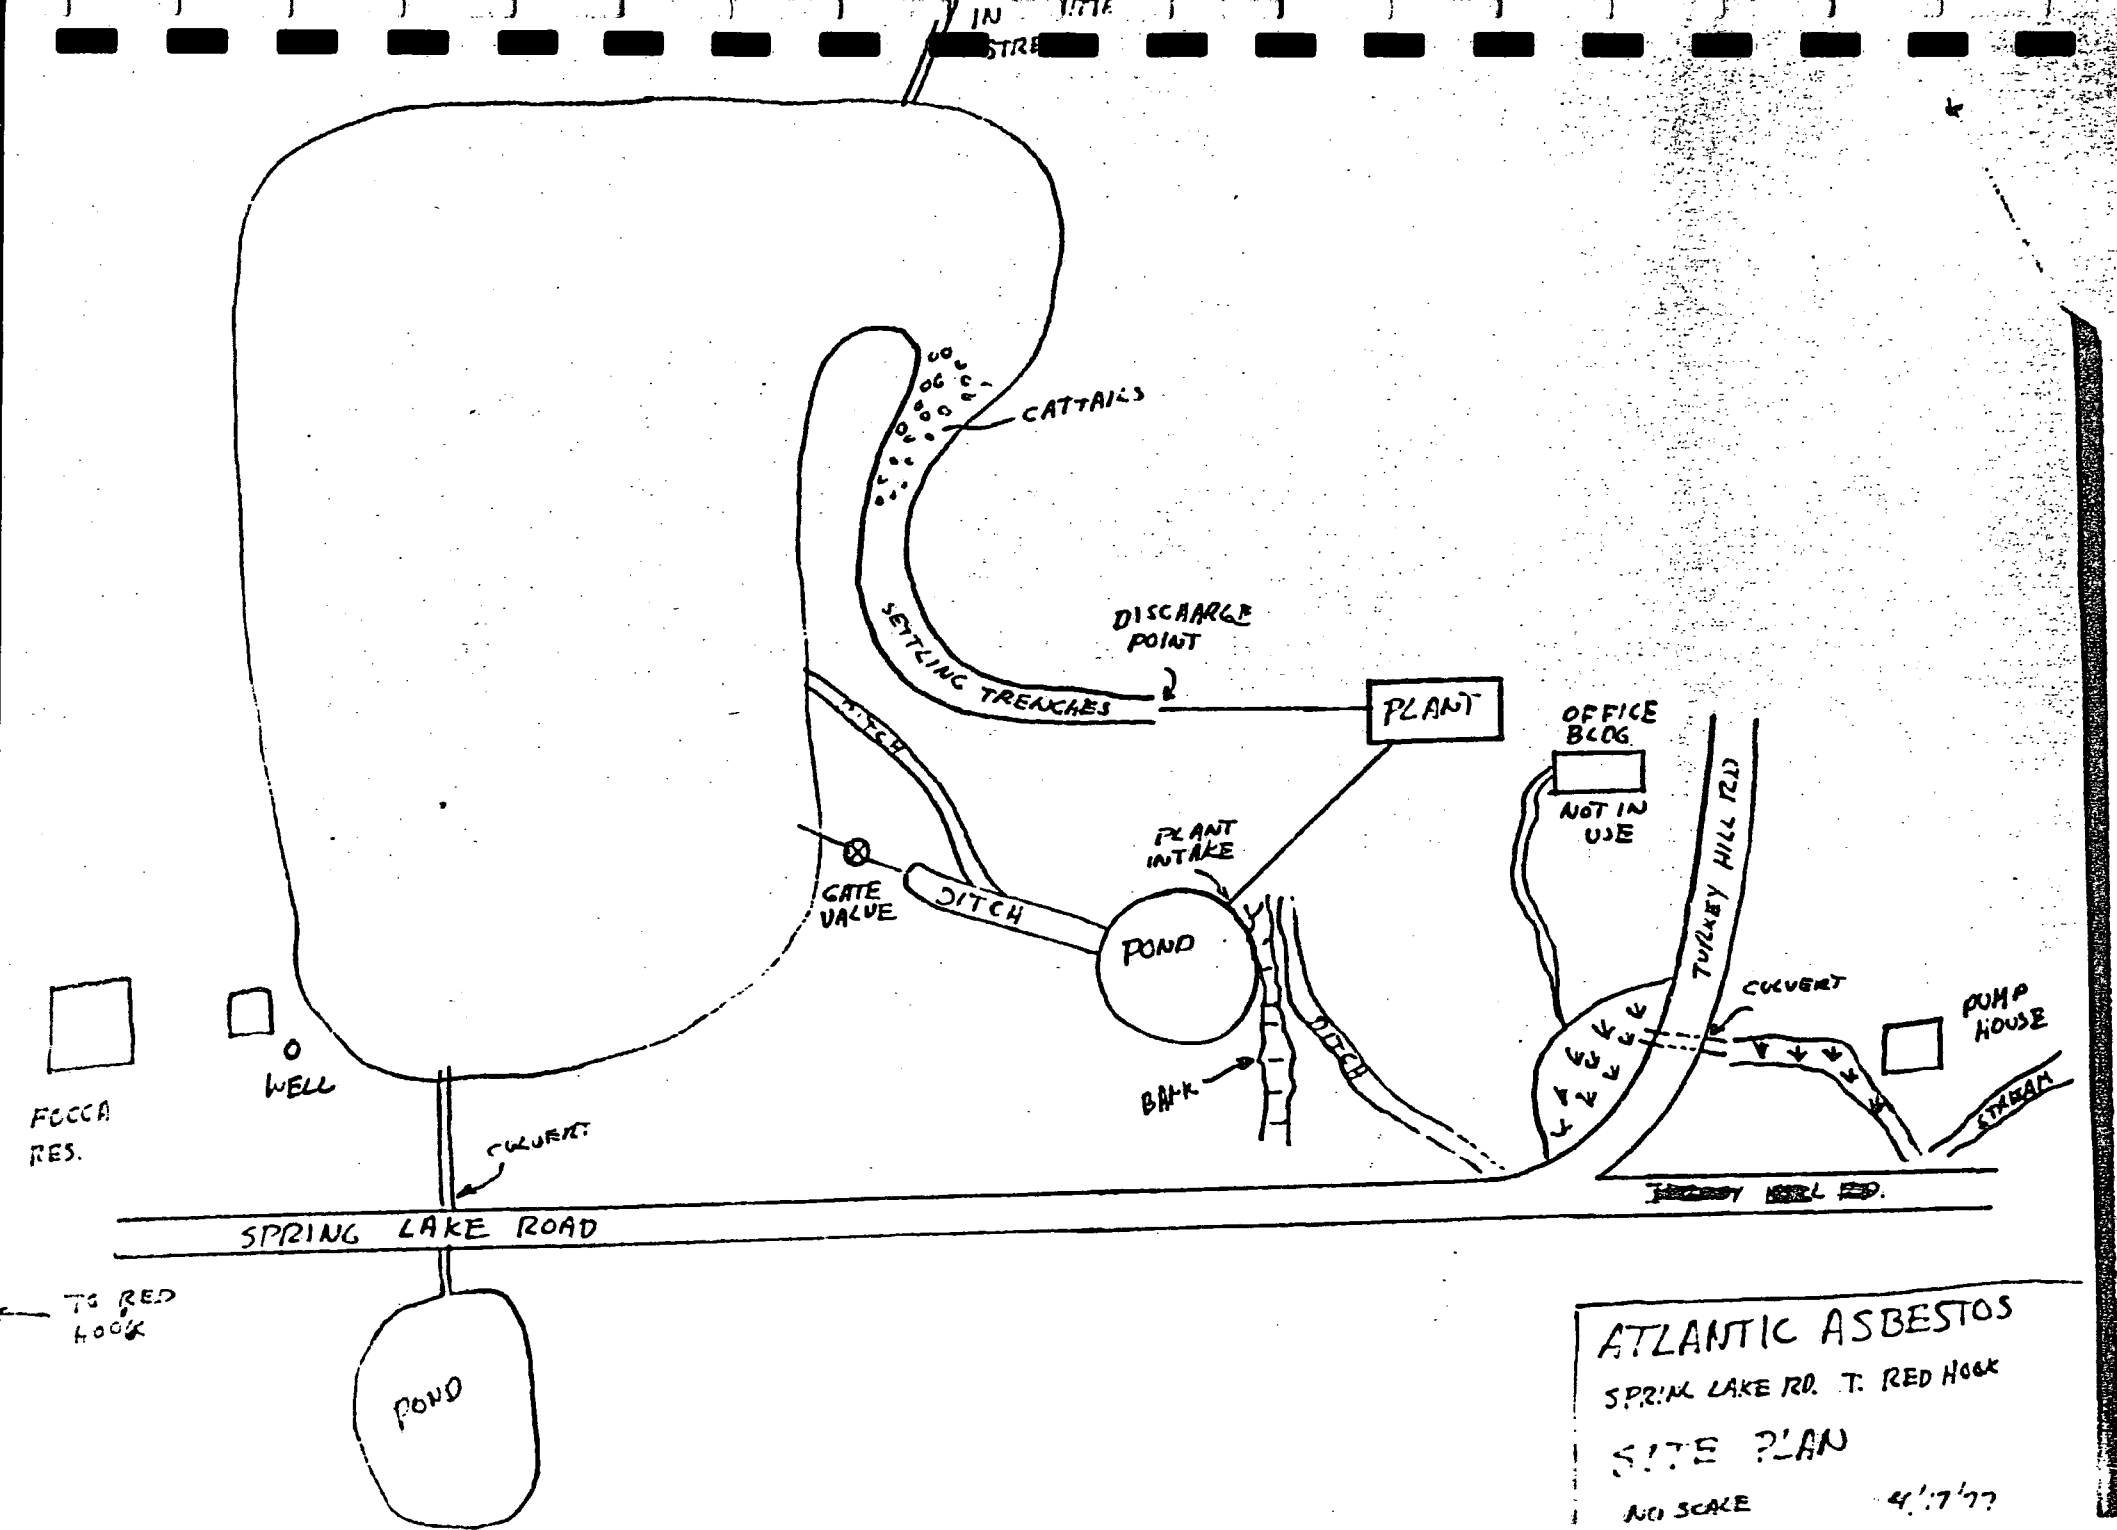 IN
CATTAILS
DISCHARGE
POINT
SETTLING TRENCHES
PLANT
OFFICE
BLDG
NOT IN
USE
TURKEY HILL RD
DITCH
PLANT
INTAKE
GATE
VALVE
DITCH
POND
CULVERT
PUMP
HOUSE
DITCH
WELL
BANK
STREAM
RES.
CULVERT
SPRING LAKE ROAD
TO RED
HOOK
POND
ATLANTIC ASBESTOS
SPRING LAKE RD. T. RED HOOK
SITE PLAN
NO SCALE